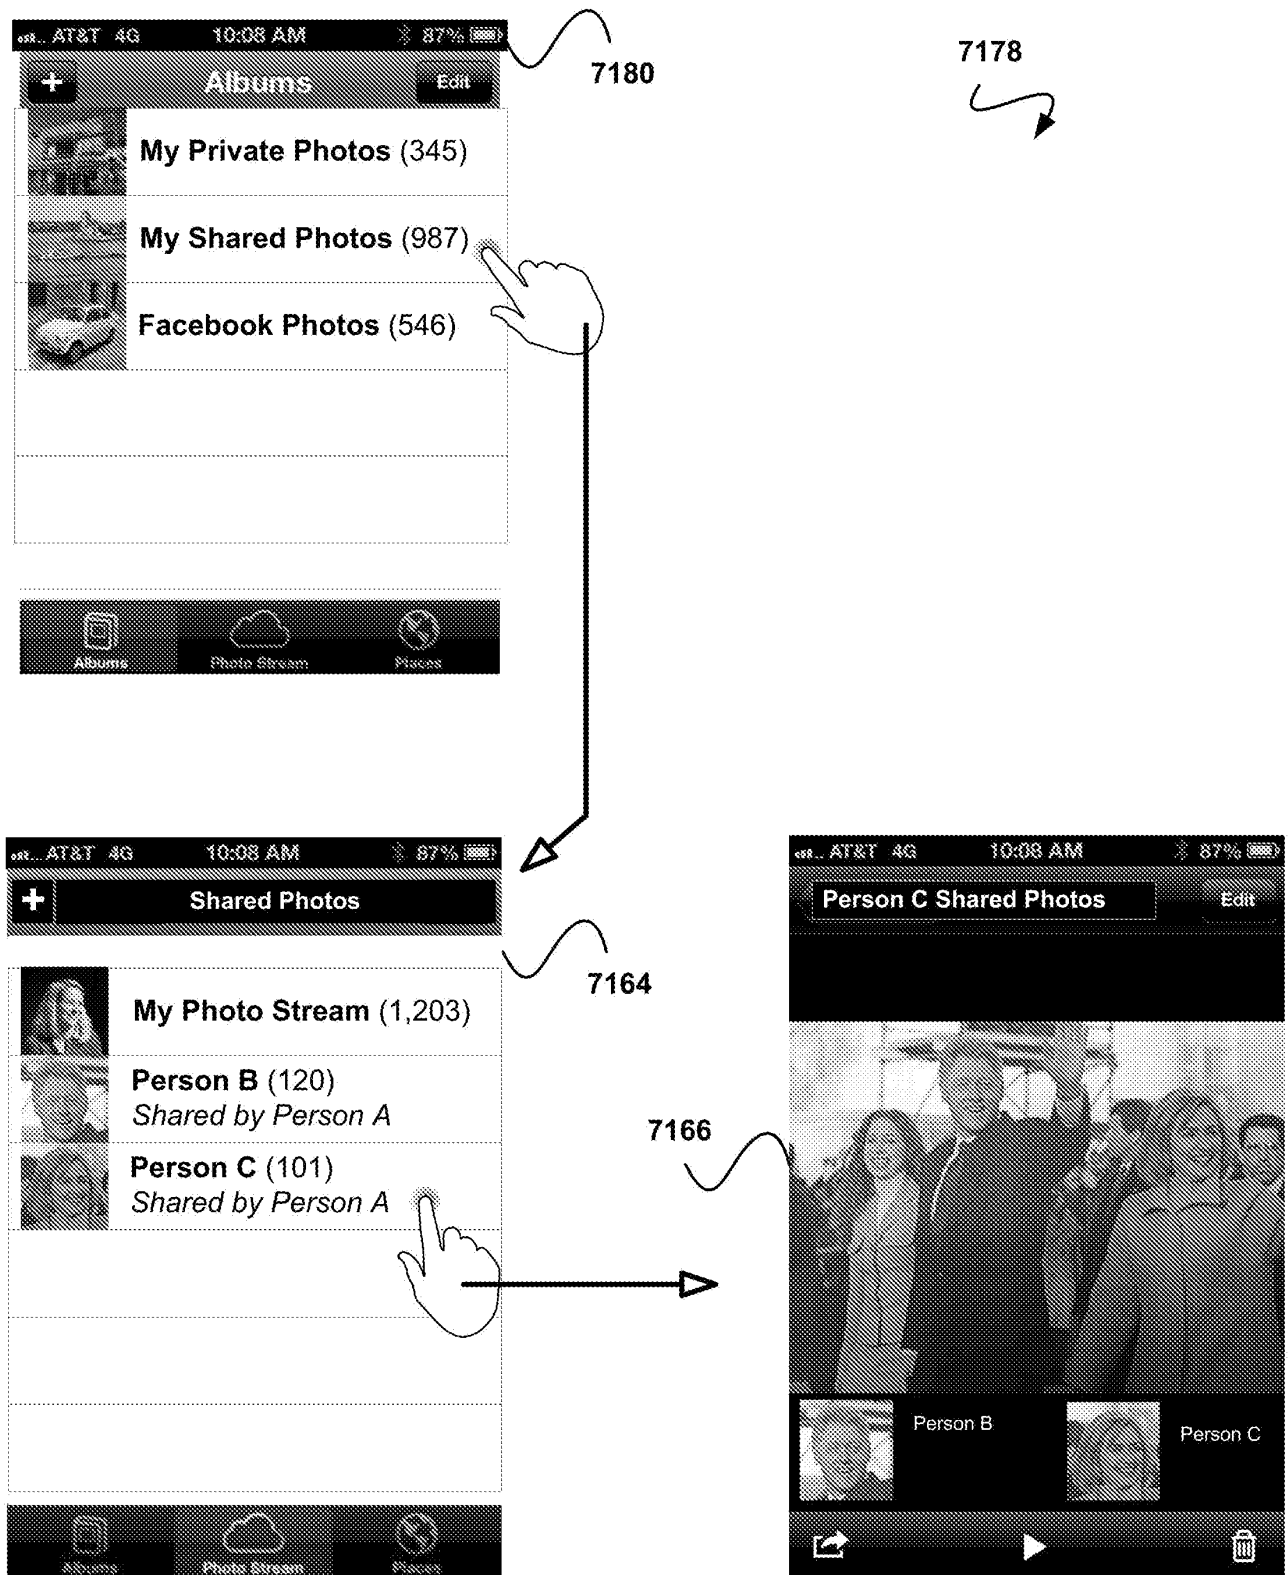 AT&T 4G 10:08 AM 87%
7180
7178
+ Albums Edit
My Private Photos (345)
My Shared Photos (987)
Facebook Photos (546)
Albums Photo Stream Places
AT&T 4G 10:08 AM 87%
+ Shared Photos
7164
My Photo Stream (1,203)
Person B (120)
Shared by Person A
Person C (101)
Shared by Person A
Albums Photo Stream Places
AT&T 4G 10:08 AM 87%
Person C Shared Photos Edit
7166
Person B
Person C